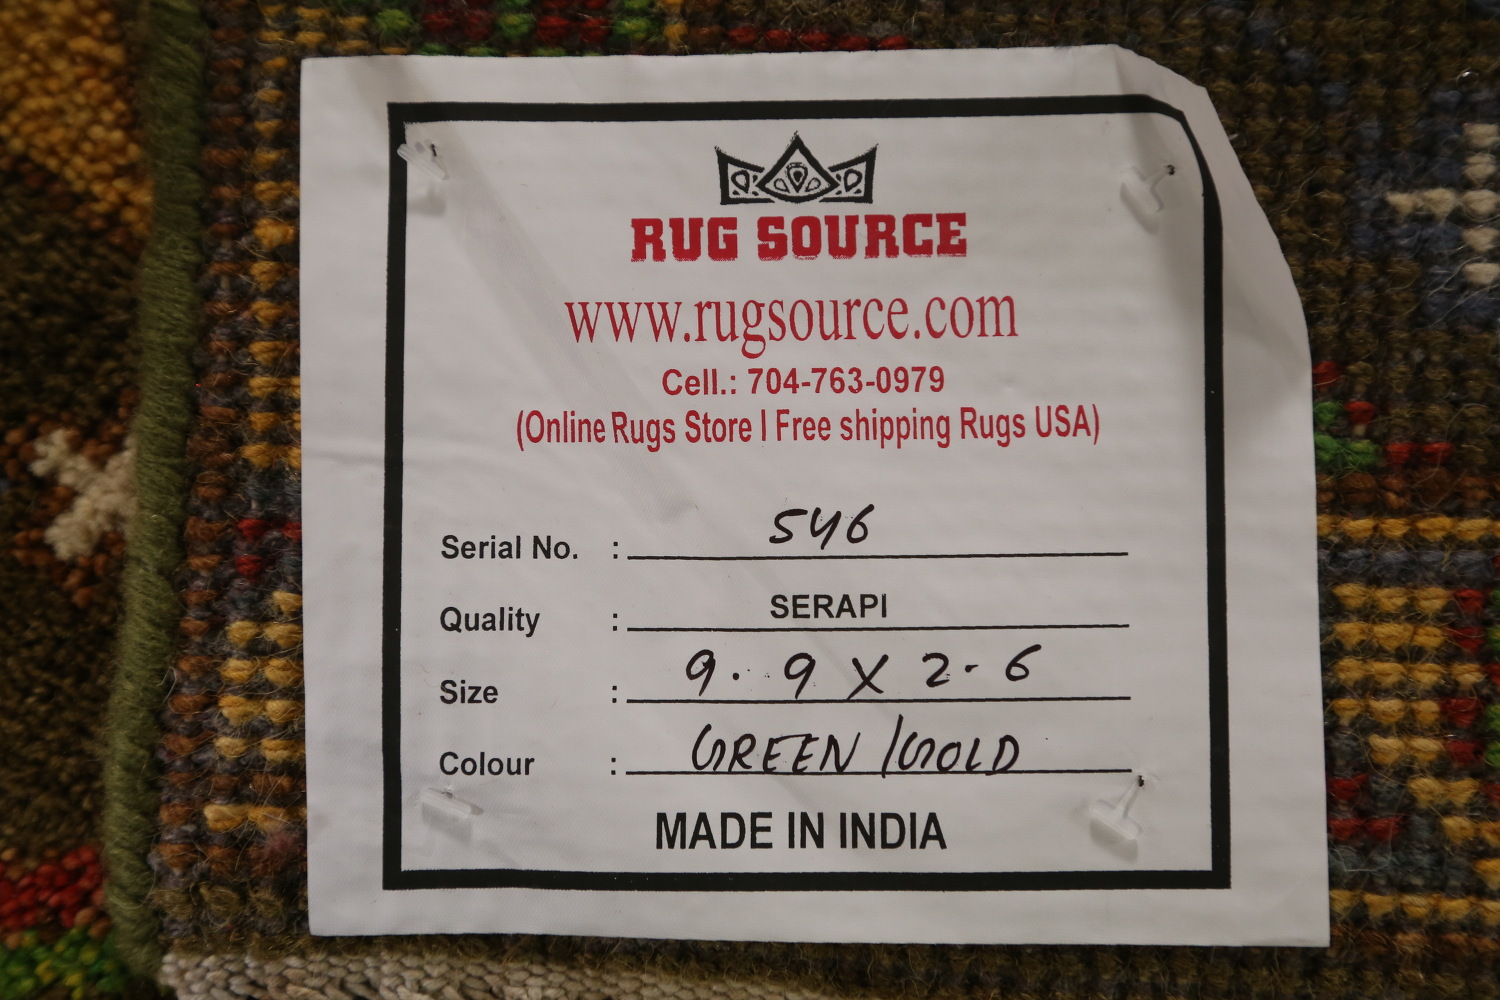 RUG SOURCE
www.rugsource.com
Cell.: 704-763-0979
(Online Rugs Store I Free shipping Rugs USA)
Serial No. : 546
Quality : SERAPI
Size : 9.9 X 2.6
Colour : GREEN/GOLD
MADE IN INDIA